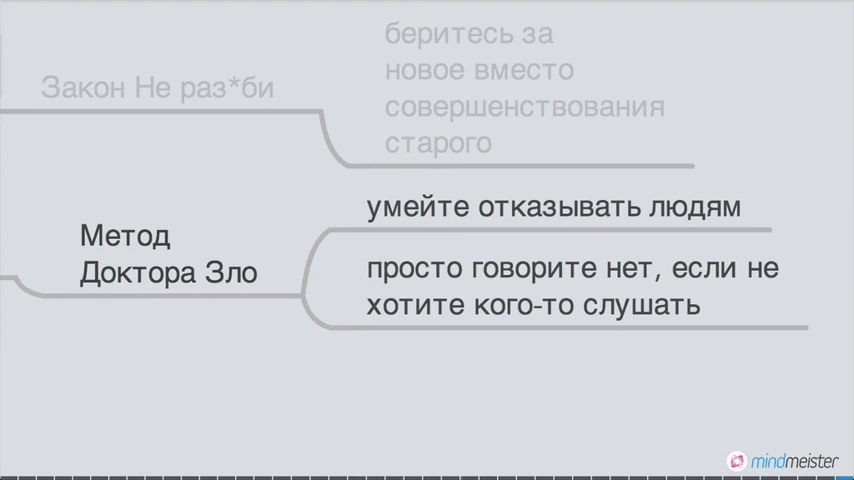 Закон Не раз*би
беритесь за
новое вместо
совершенствования
старого
Метод
Доктора Зло
умейте отказывать людям
просто говорите нет, если не
хотите кого-то слушать
mindmeister